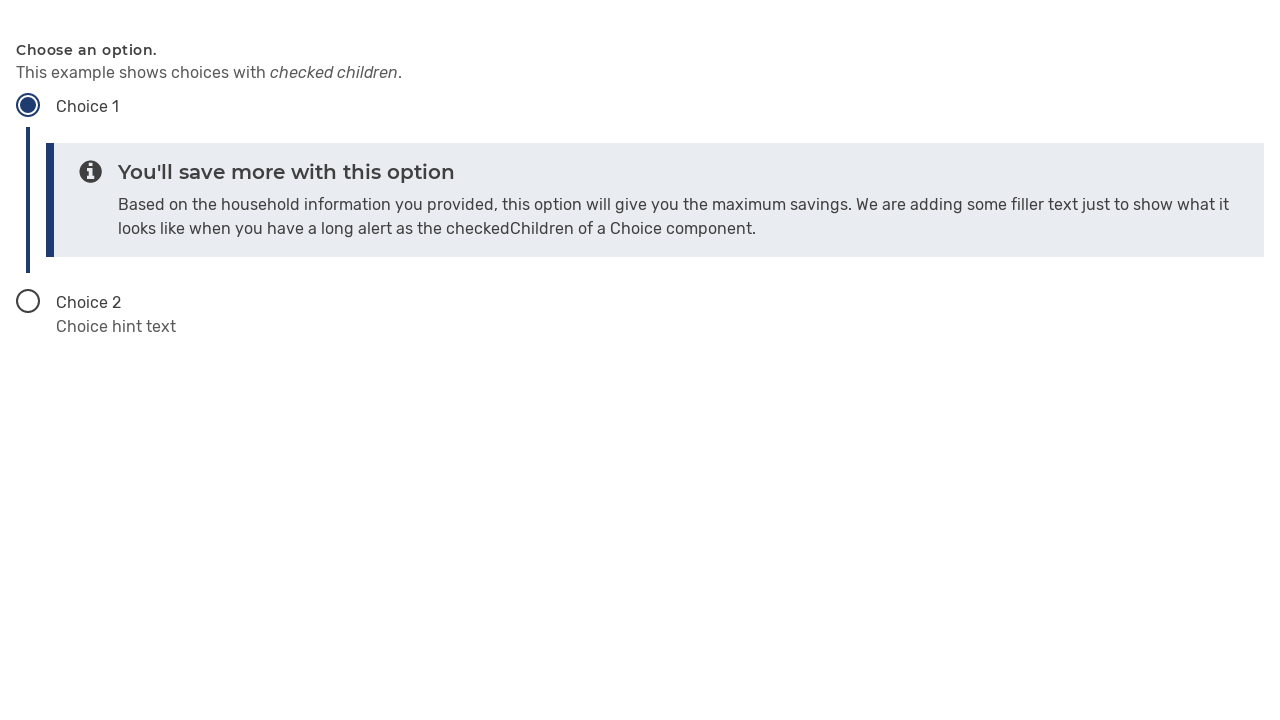 Choose an option.
This example shows choices with checked children.
Choice 1
You'll save more with this option
Based on the household information you provided, this option will give you the maximum savings. We are adding some filler text just to show what it
looks like when you have a long alert as the checkedChildren of a Choice component.
Choice 2
Choice hint text